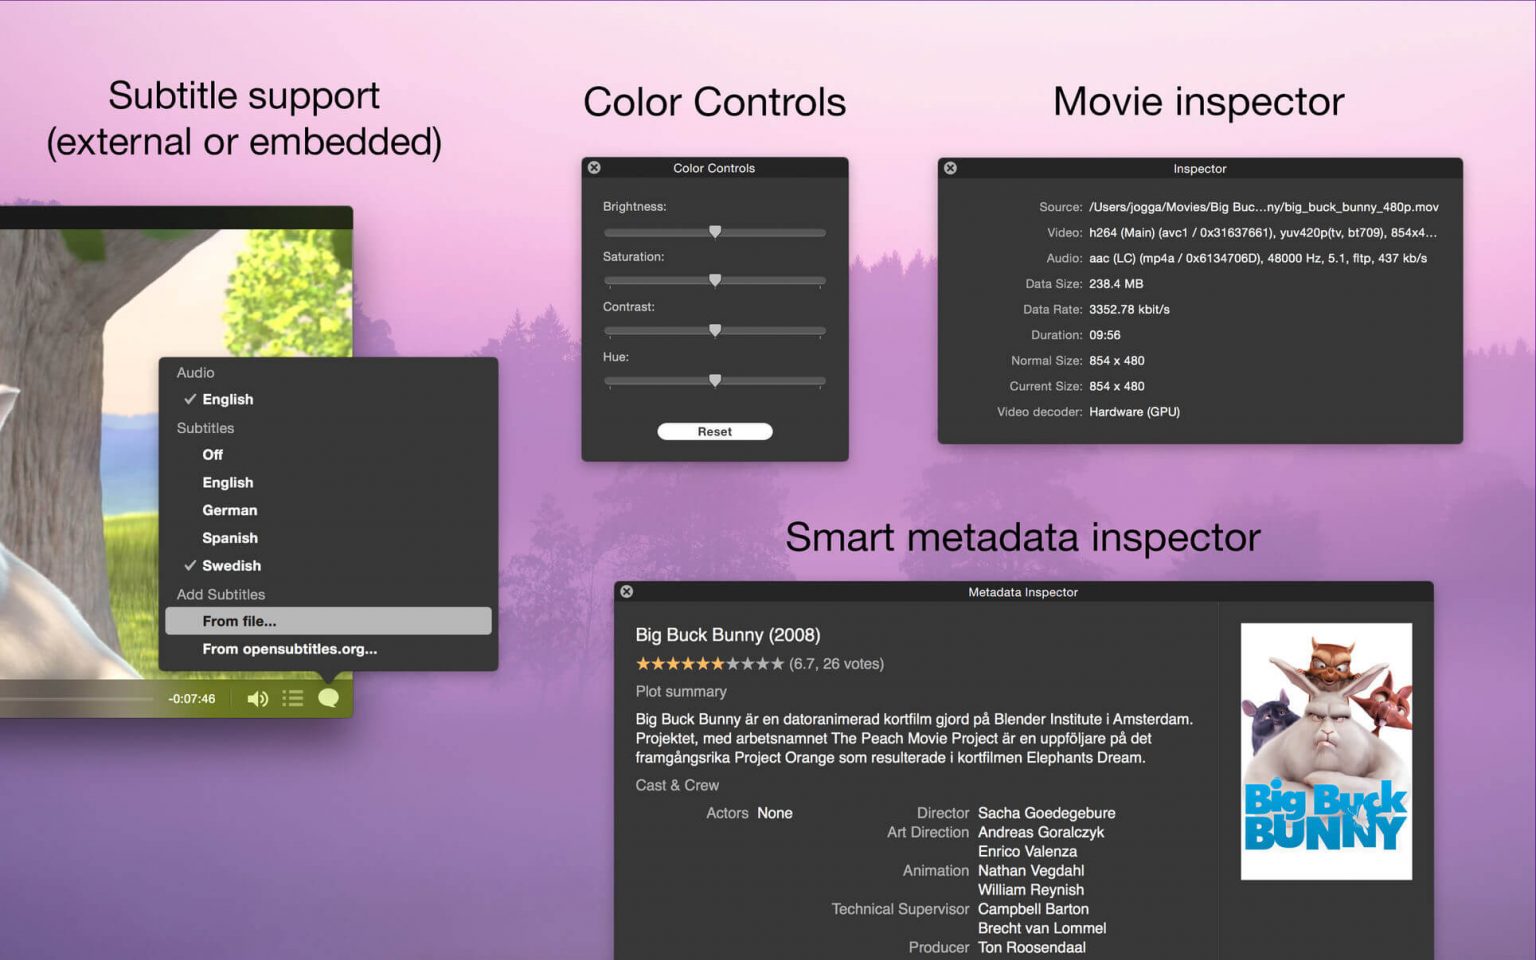 Subtitle support
(external or embedded)
Audio
✓ English
Subtitles
Off
English
German
Spanish
✓ Swedish
Add Subtitles
From file...
From opensubtitles.org...
-0:07:46
Color Controls
Color Controls
Brightness:
Saturation:
Contrast:
Hue:
Reset
Movie inspector
Inspector
Source: /Users/jogga/Movies/Big Buc...ny/big_buck_bunny_480p.mov
Video: h264 (Main) (avc1 / 0x31637661), yuv420p(tv, bt709), 854x4...
Audio: aac (LC) (mp4a / 0x6134706D), 48000 Hz, 5.1, fltp, 437 kb/s
Data Size: 238.4 MB
Data Rate: 3352.78 kbit/s
Duration: 09:56
Normal Size: 854 x 480
Current Size: 854 x 480
Video decoder: Hardware (GPU)
Smart metadata inspector
Metadata Inspector
Big Buck Bunny (2008)
★★★★★★★★★★ (6.7, 26 votes)
Plot summary
Big Buck Bunny är en datoranimerad kortfilm gjord på Blender Institute i Amsterdam.
Projektet, med arbetsnamnet The Peach Movie Project är en uppföljare på det
framgångsrika Project Orange som resulterade i kortfilmen Elephants Dream.
Cast & Crew
Actors None
Director Sacha Goedegebure
Art Direction Andreas Goralczyk
Enrico Valenza
Animation Nathan Vegdahl
William Reynish
Technical Supervisor Campbell Barton
Brecht van Lommel
Producer Ton Roosendaal
Big Buck
BUNNY